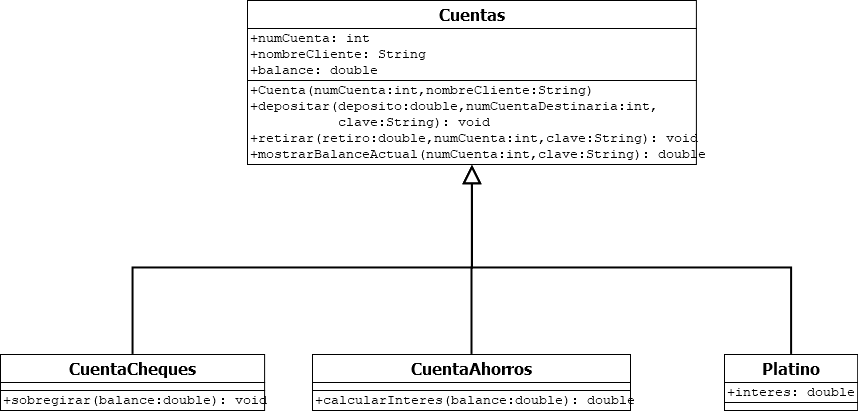 Cuentas
+numCuenta: int
+nombreCliente: String
+balance: double
+Cuenta(numCuenta:int,nombreCliente:String)
+depositar(deposito:double,numCuentaDestinaria:int,
clave:String): void
+retirar(retiro:double,numCuenta:int,clave:String): void
+mostrarBalanceActual(numCuenta:int,clave:String): double
CuentaCheques
+sobregirar(balance:double): void
CuentaAhorros
+calcularInteres(balance:double): double
Platino
+interes: double